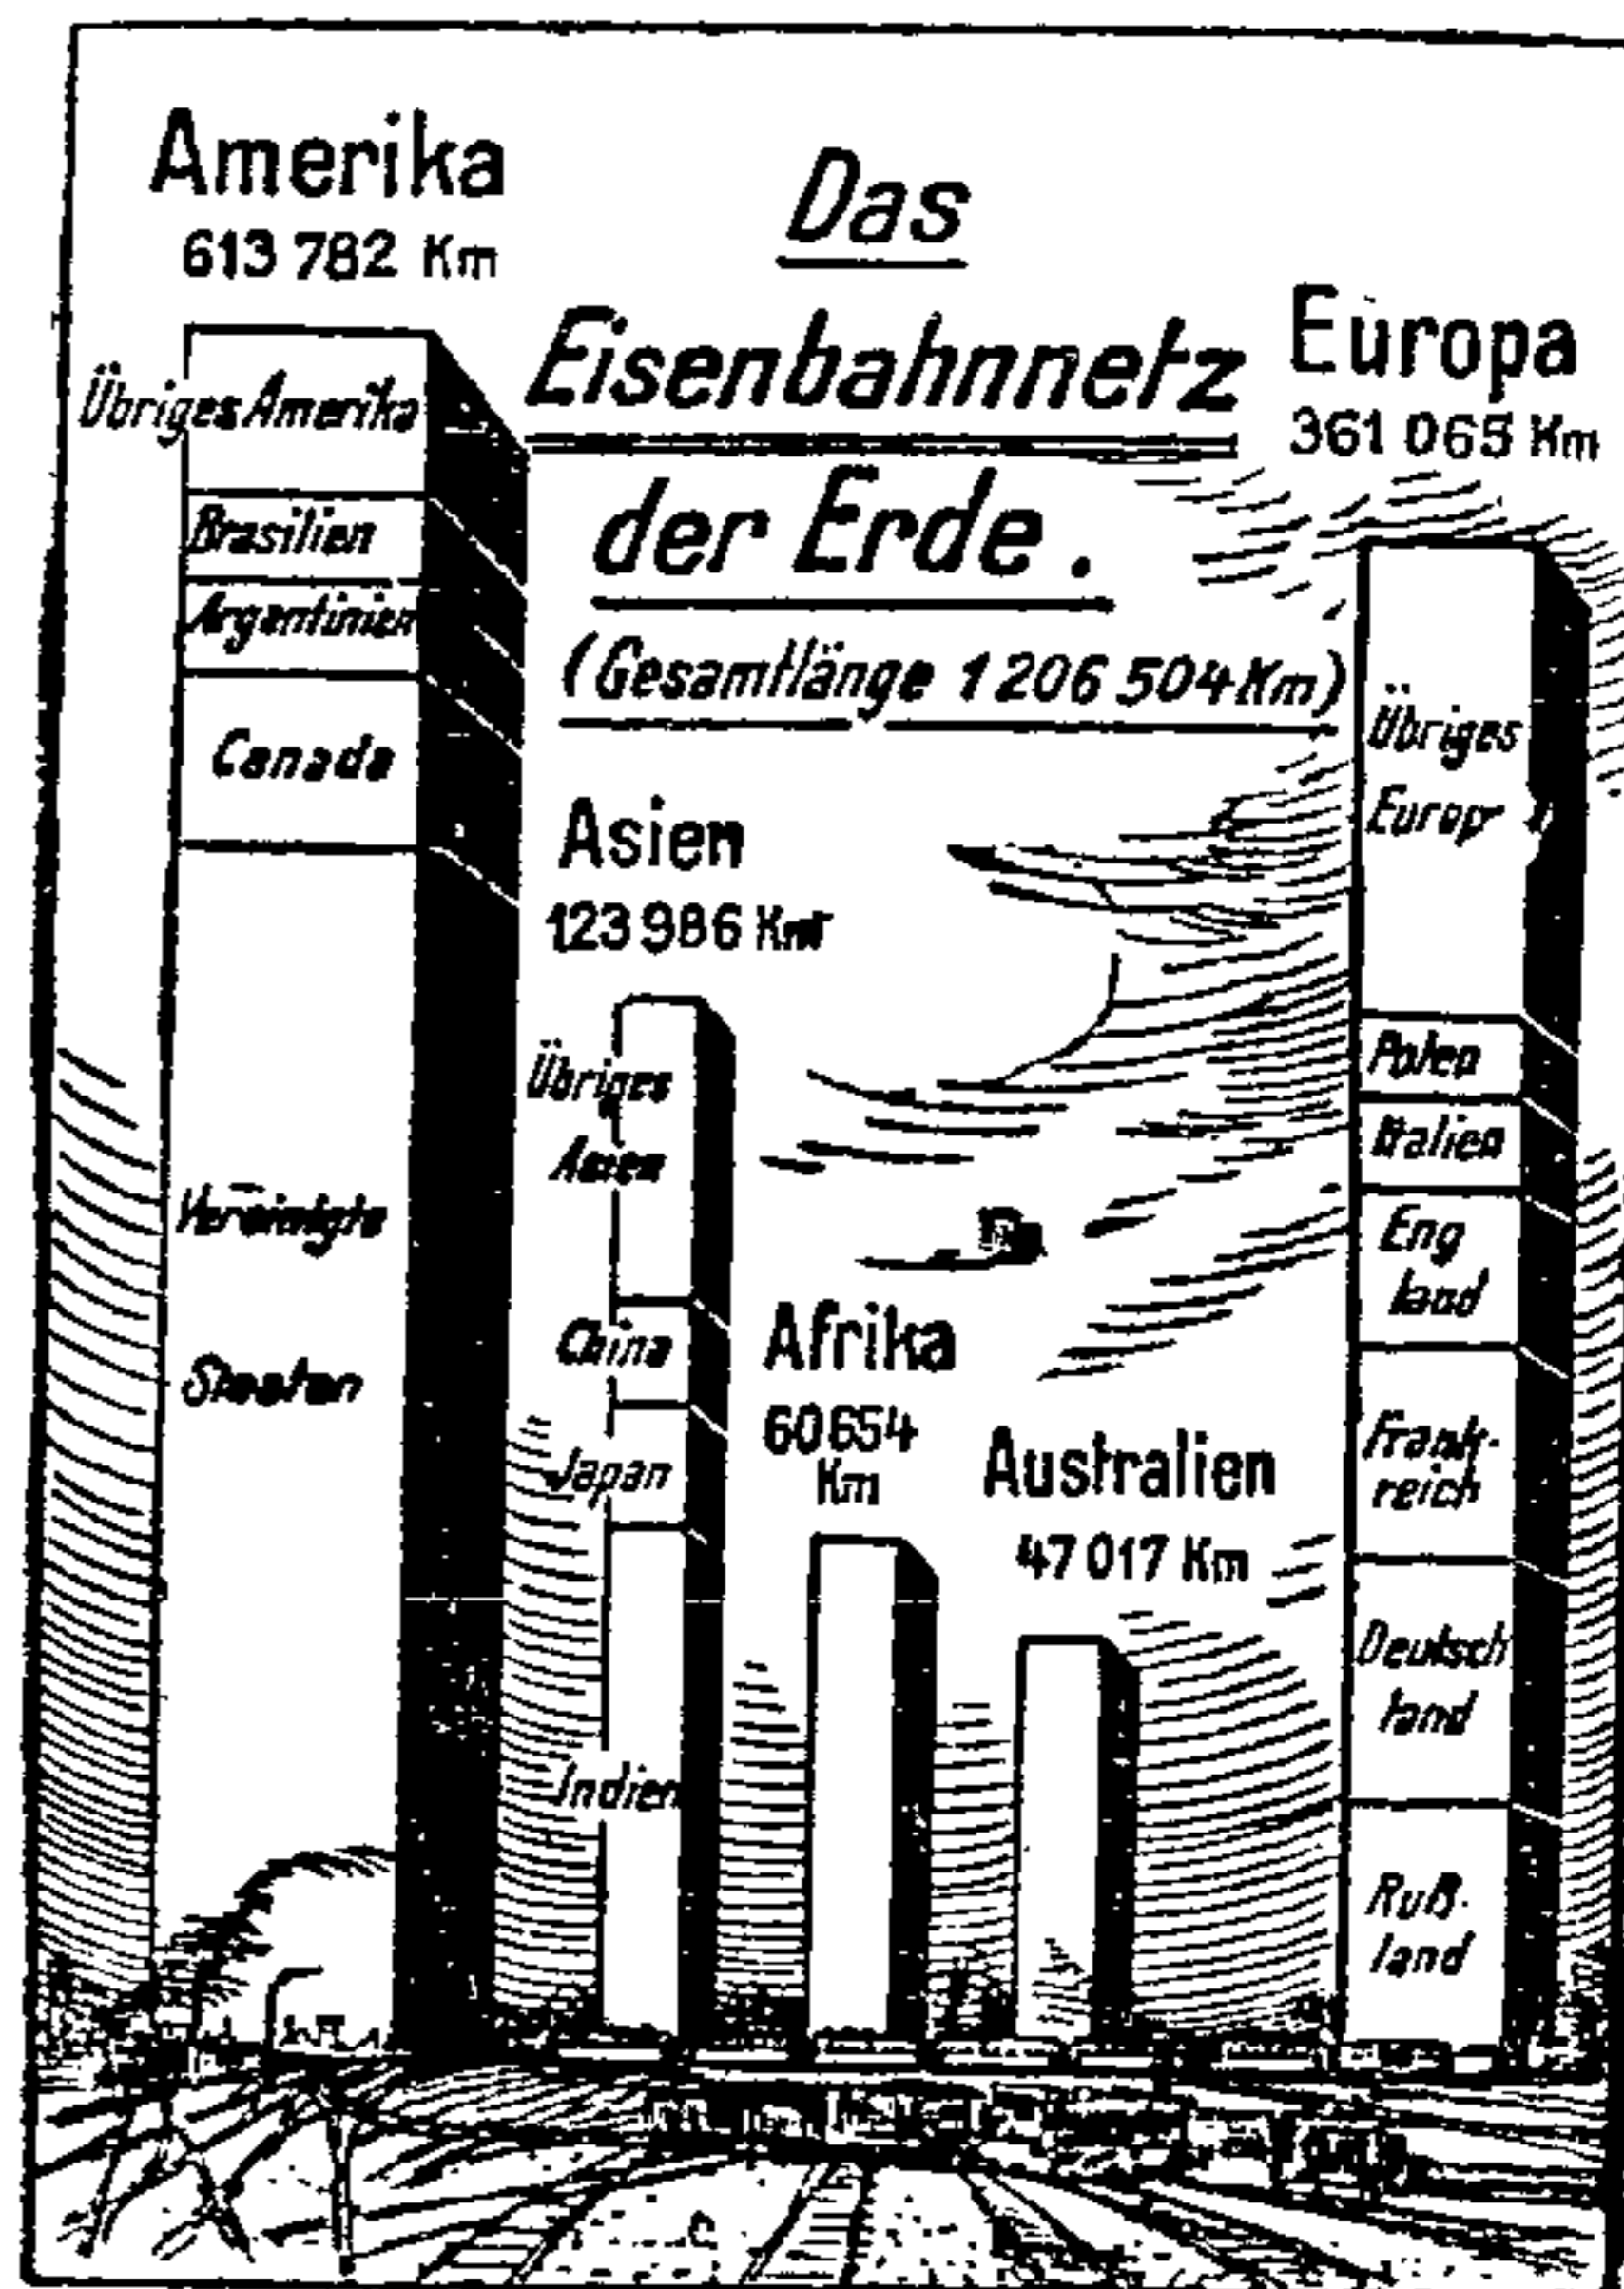 Das
Eisenbahnnetz
der Erde.
(Gesamtlänge 1 206 504 Km)
Amerika
613 782 Km
Übriges Amerika
Brasilien
Argentinien
Canada
Vereinigte
Staaten
Asien
123 986 Km
Übriges
Asien
China
Japan
Indien
Afrika
60 654
Km
Australien
47 017 Km
Europa
361 065 Km
Übriges
Europa
Polen
Italien
Eng
land
Frank-
reich
Deutsch
land
Ruß-
land